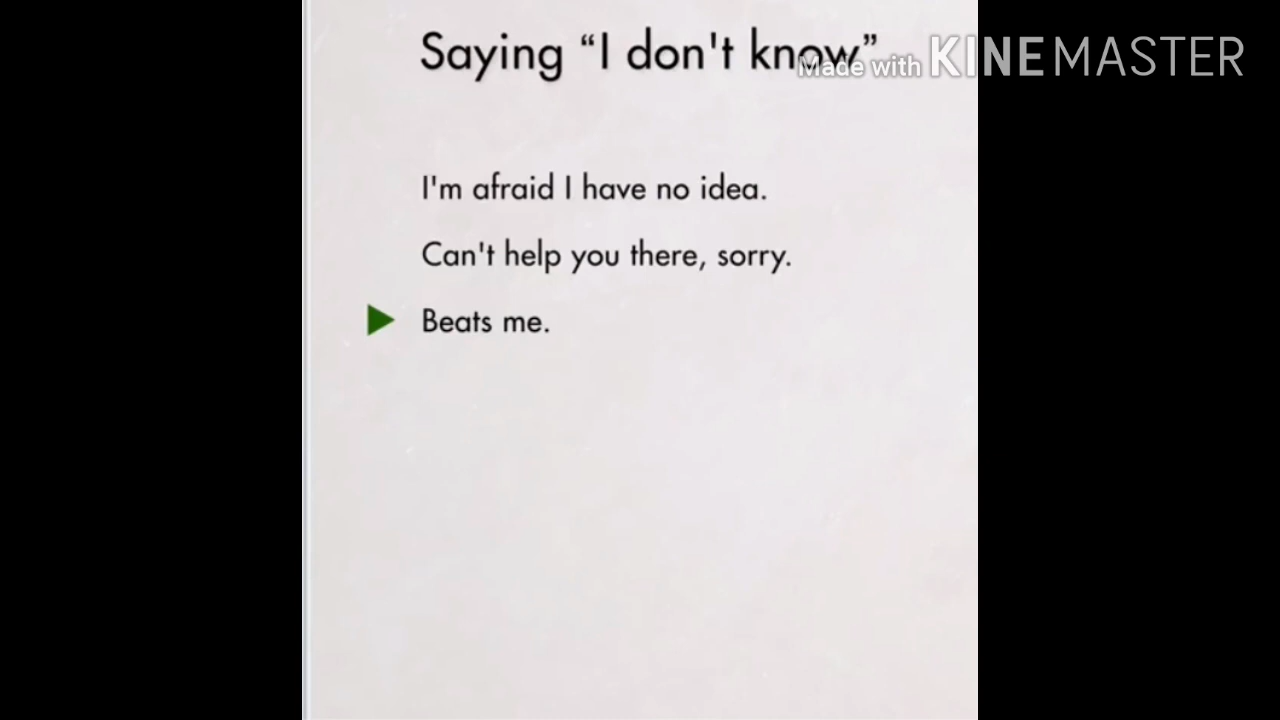 Saying “I don't know”
Made with KINEMASTER
I'm afraid I have no idea.
Can't help you there, sorry.
Beats me.